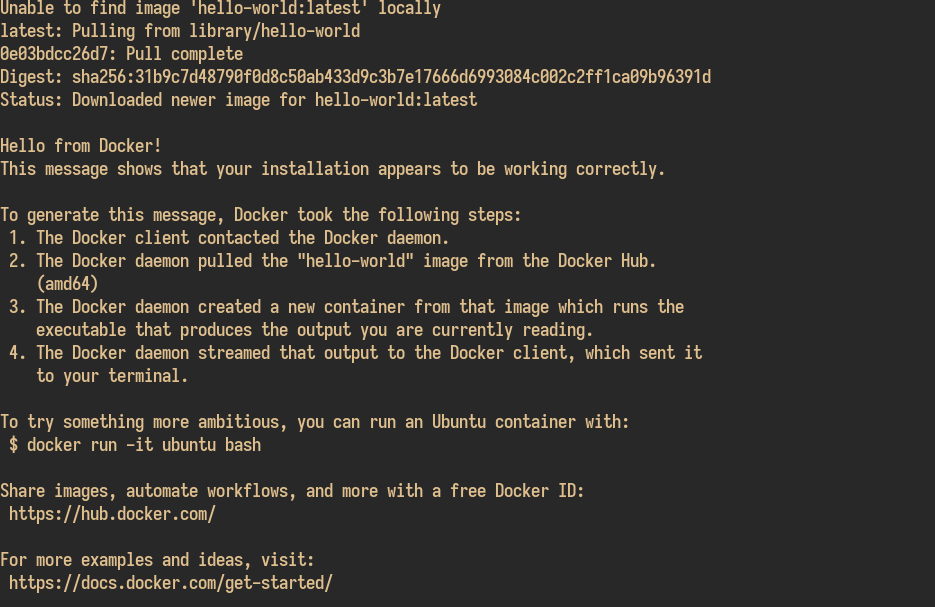 Unable to find image 'hello-world:latest' locally
latest: Pulling from library/hello-world
0e03bdcc26d7: Pull complete
Digest: sha256:31b9c7d48790f0d8c50ab433d9c3b7e17666d6993084c002c2ff1ca09b96391d
Status: Downloaded newer image for hello-world:latest

Hello from Docker!
This message shows that your installation appears to be working correctly.

To generate this message, Docker took the following steps:
 1. The Docker client contacted the Docker daemon.
 2. The Docker daemon pulled the "hello-world" image from the Docker Hub.
    (amd64)
 3. The Docker daemon created a new container from that image which runs the
    executable that produces the output you are currently reading.
 4. The Docker daemon streamed that output to the Docker client, which sent it
    to your terminal.

To try something more ambitious, you can run an Ubuntu container with:
 $ docker run -it ubuntu bash

Share images, automate workflows, and more with a free Docker ID:
 https://hub.docker.com/

For more examples and ideas, visit:
 https://docs.docker.com/get-started/